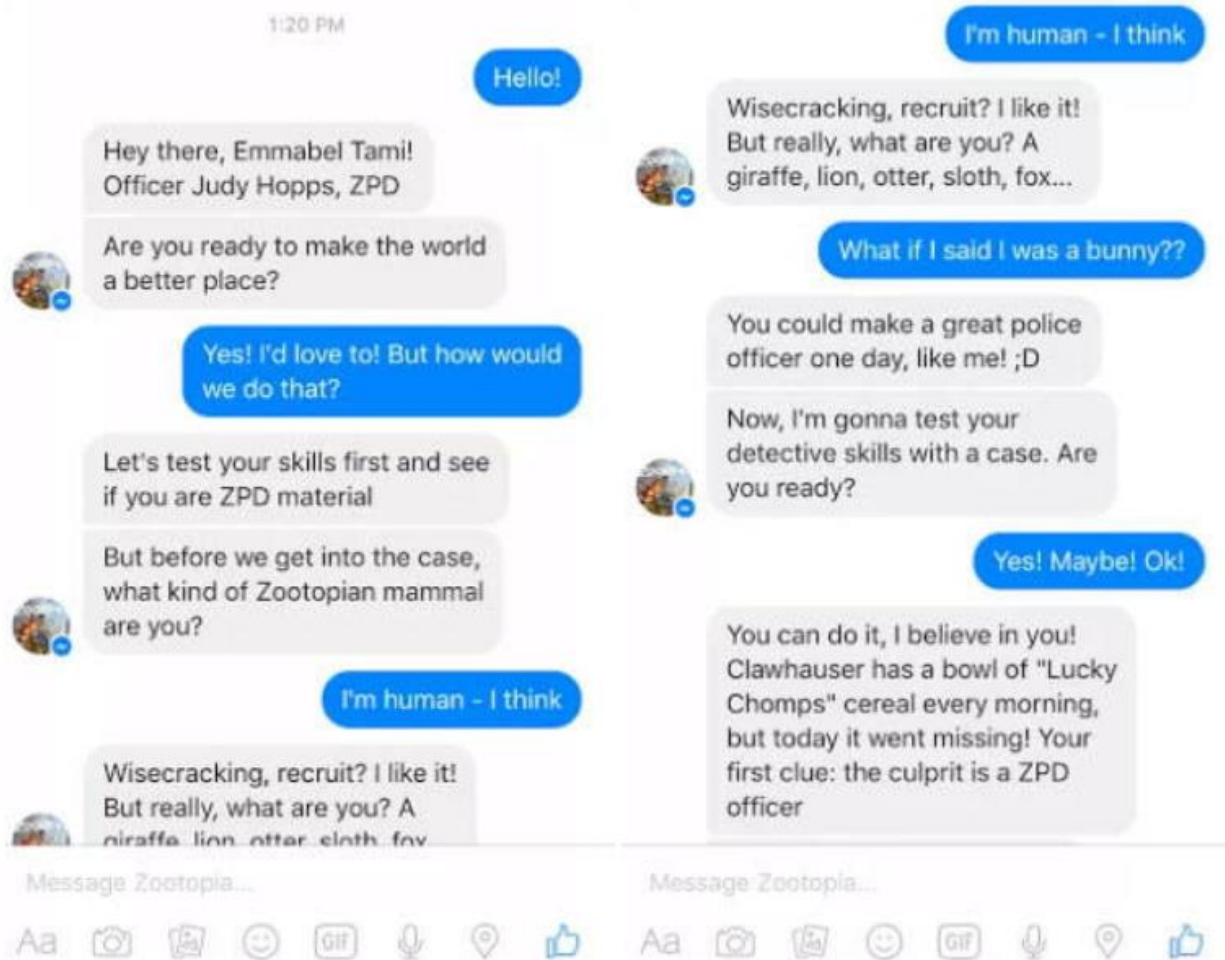 1:20 PM
Hello!
Hey there, Emmabel Tami!
Officer Judy Hopps, ZPD
Are you ready to make the world
a better place?
Yes! I'd love to! But how would
we do that?
Let's test your skills first and see
if you are ZPD material
But before we get into the case,
what kind of Zootopian mammal
are you?
I'm human - I think
Wisecracking, recruit? I like it!
But really, what are you? A
giraffe, lion, otter, sloth, fox
Message Zootopia...
Aa
GIF
I'm human - I think
Wisecracking, recruit? I like it!
But really, what are you? A
giraffe, lion, otter, sloth, fox...
What if I said I was a bunny??
You could make a great police
officer one day, like me! ;D
Now, I'm gonna test your
detective skills with a case. Are
you ready?
Yes! Maybe! Ok!
You can do it, I believe in you!
Clawhauser has a bowl of "Lucky
Chomps" cereal every morning,
but today it went missing! Your
first clue: the culprit is a ZPD
officer
Message Zootopia...
Aa
GIF